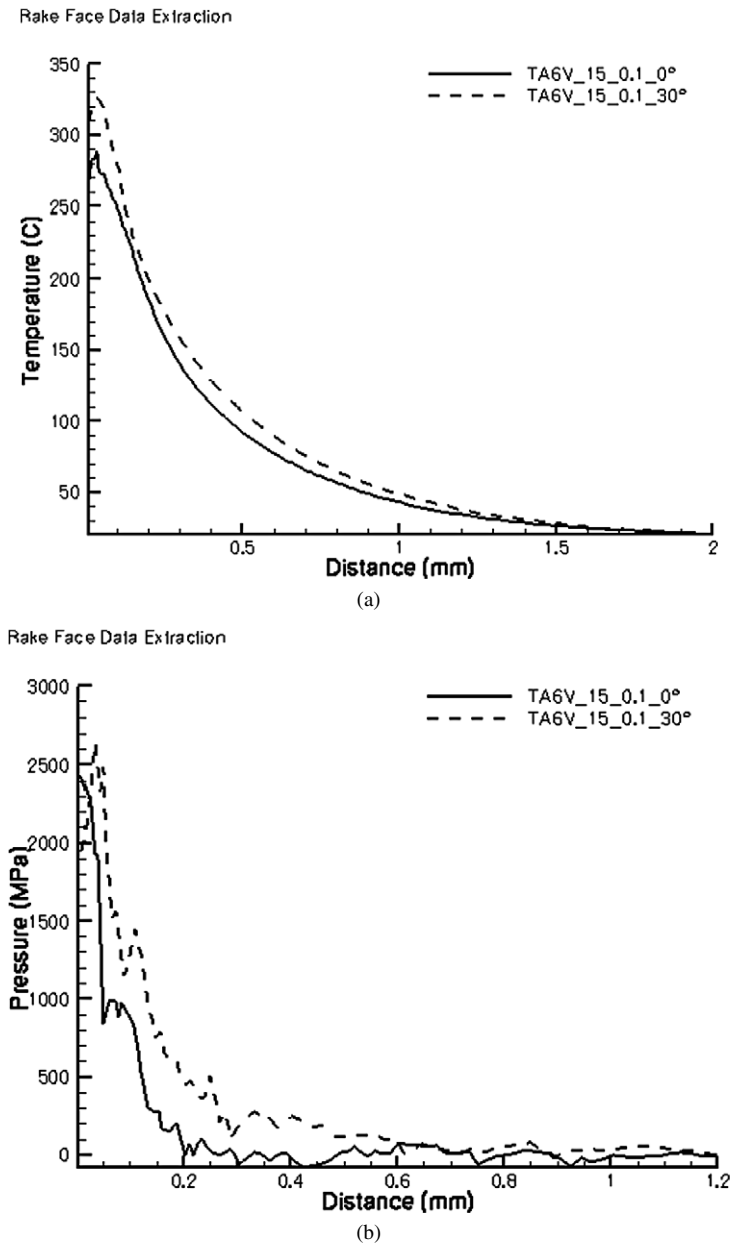 Rake Face Data Extraction
TA6V_15_0.1_0°
TA6V_15_0.1_30°
350
300
250
200
150
100
50
Temperature (C)
0.5
1
1.5
2
Distance (mm)
(a)
Rake Face Data Extraction
TA6V_15_0.1_0°
TA6V_15_0.1_30°
3000
2500
2000
1500
1000
500
0
Pressure (MPa)
0.2
0.4
0.6
0.8
1
1.2
Distance (mm)
(b)